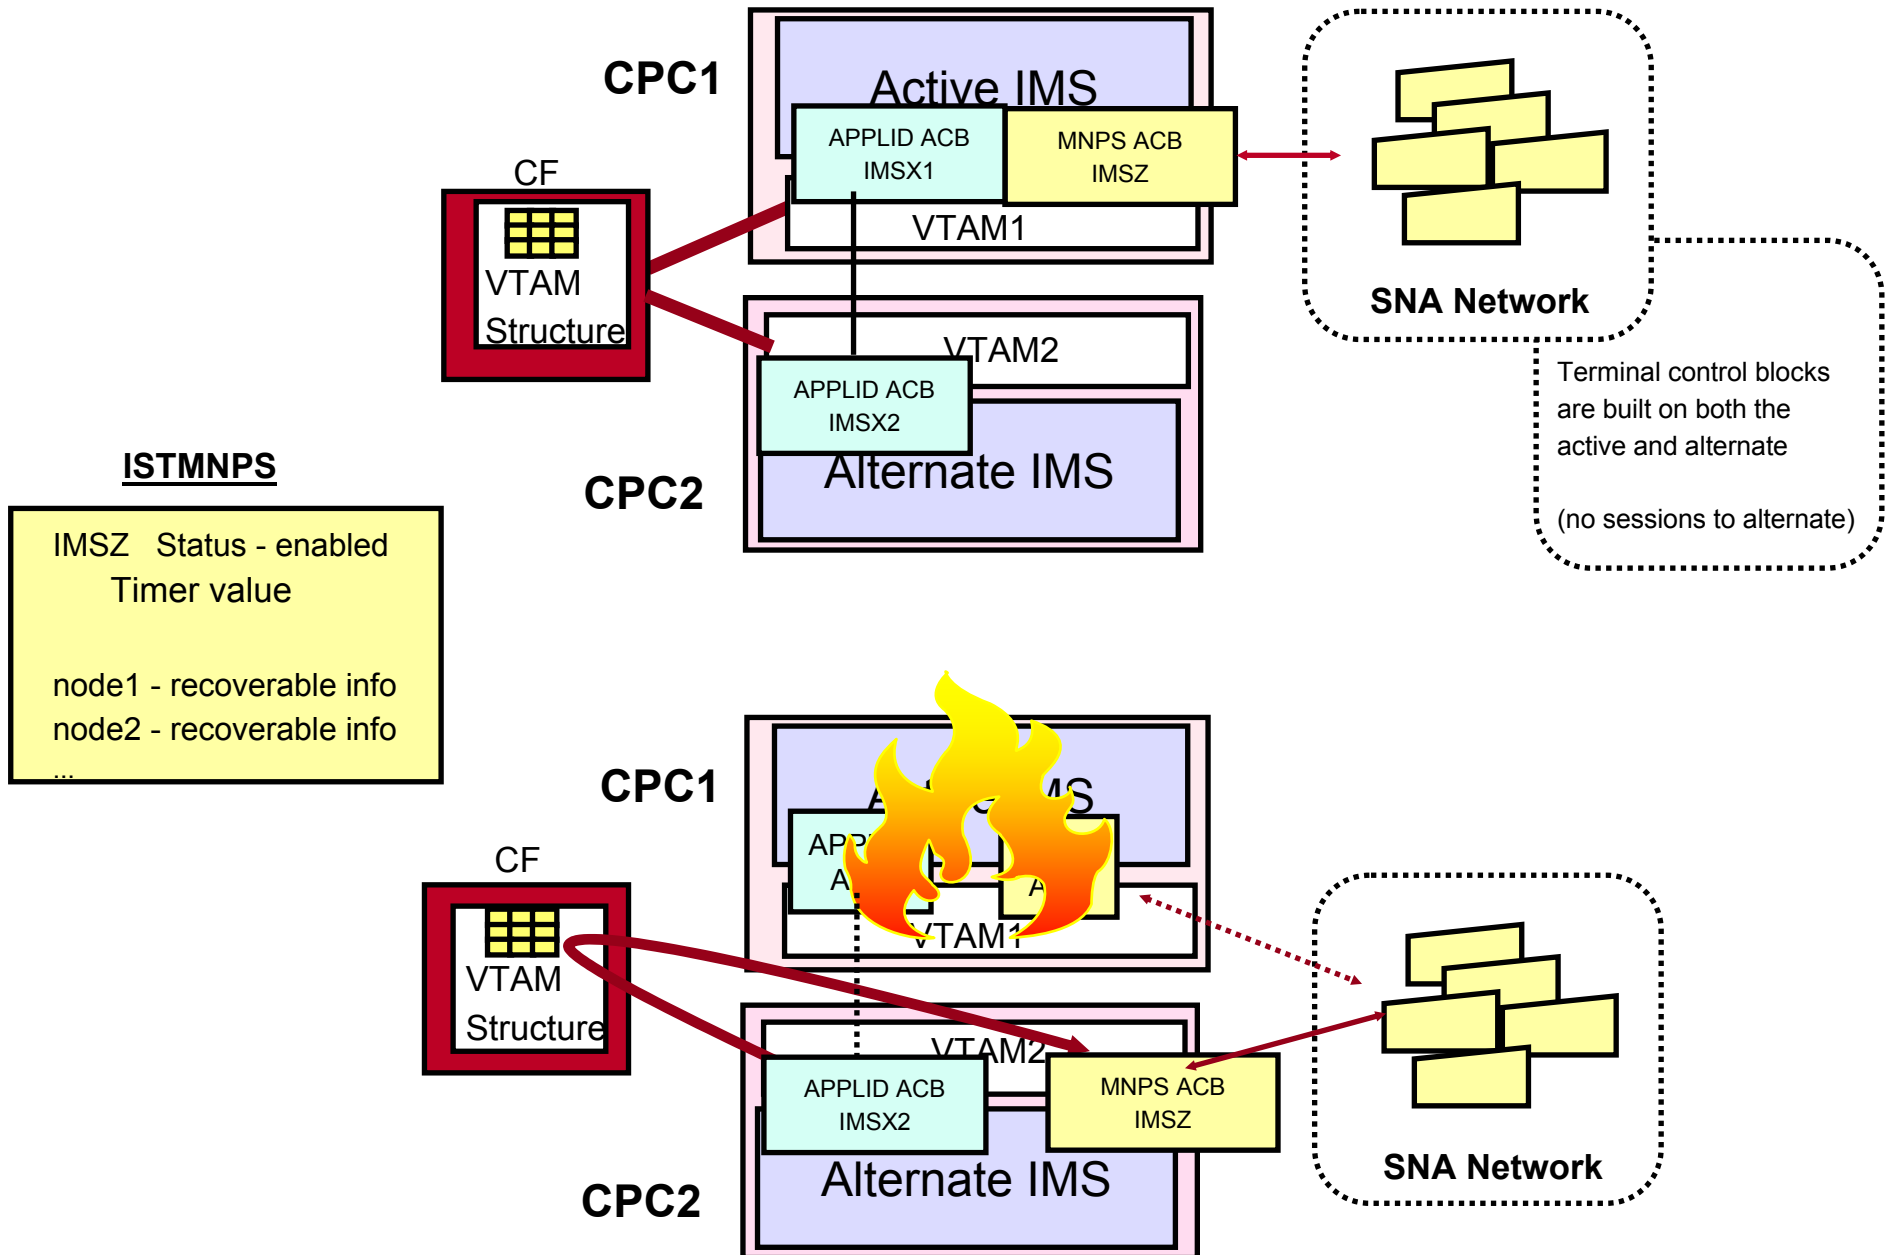 CPC1
Active IMS
APPLID ACB
IMSX1
MNPS ACB
IMSZ
VTAM1
CF
VTAM
Structure
SNA Network
VTAM2
APPLID ACB
IMSX2
Alternate IMS
CPC2
Terminal control blocks
are built on both the
active and alternate
(no sessions to alternate)
ISTMNPS
IMSZ Status - enabled
Timer value
node1 - recoverable info
node2 - recoverable info
...
CPC1
VTAM1
CF
VTAM
Structure
VTAM2
APPLID ACB
IMSX2
MNPS ACB
IMSZ
Alternate IMS
CPC2
SNA Network